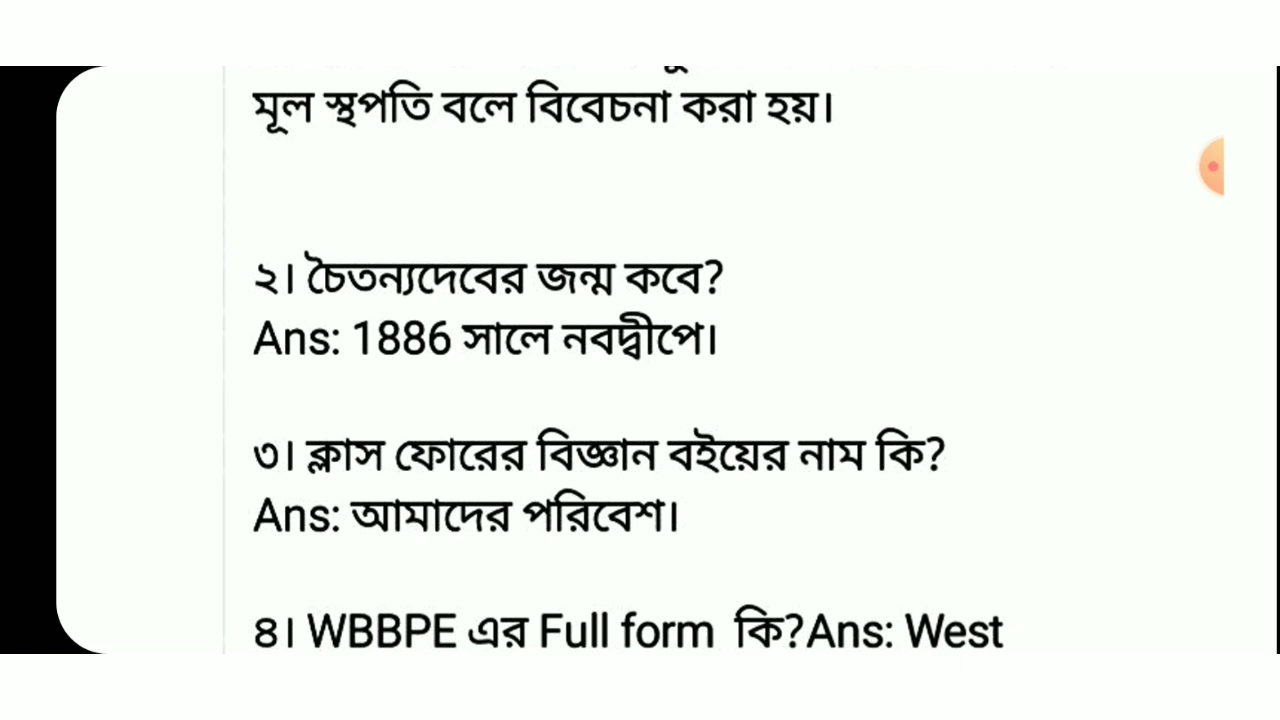 মূল স্থপতি বলে বিবেচনা করা হয়।
২। চৈতন্যদেবের জন্ম কবে?
Ans: 1886 সালে নবদ্বীপে।
৩। ক্লাস ফোরের বিজ্ঞান বইয়ের নাম কি?
Ans: আমাদের পরিবেশ।
৪। WBBPE এর Full form কি?Ans: West